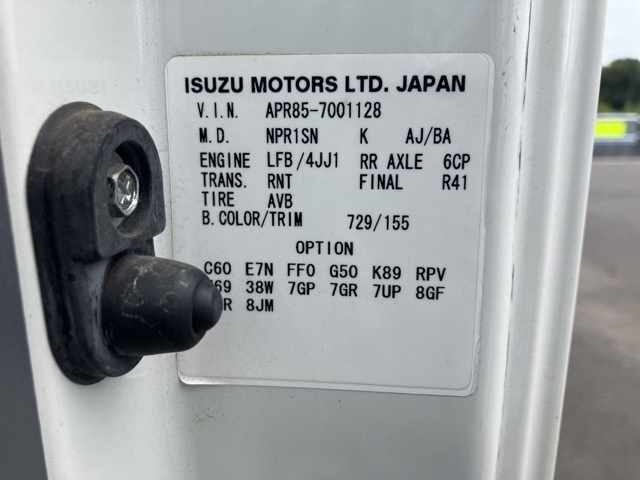 ISUZU MOTORS LTD. JAPAN
V.I.N. APR85-7001128
M.D. NPR1SN K AJ/BA
ENGINE LFB/4JJ1 RR AXLE 6CP
TRANS. RNT FINAL R41
TIRE AVB
B.COLOR/TRIM 729/155
OPTION
C60 E7N FF0 G50 K89 RPV
38W 7GP 7GR 7UP 8GF
8JM